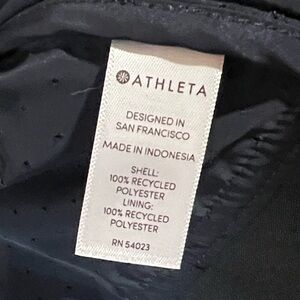 ATHLETA
DESIGNED IN
SAN FRANCISCO
MADE IN INDONESIA
SHELL:
100% RECYCLED
POLYESTER
LINING:
100% RECYCLED
POLYESTER
RN 54023